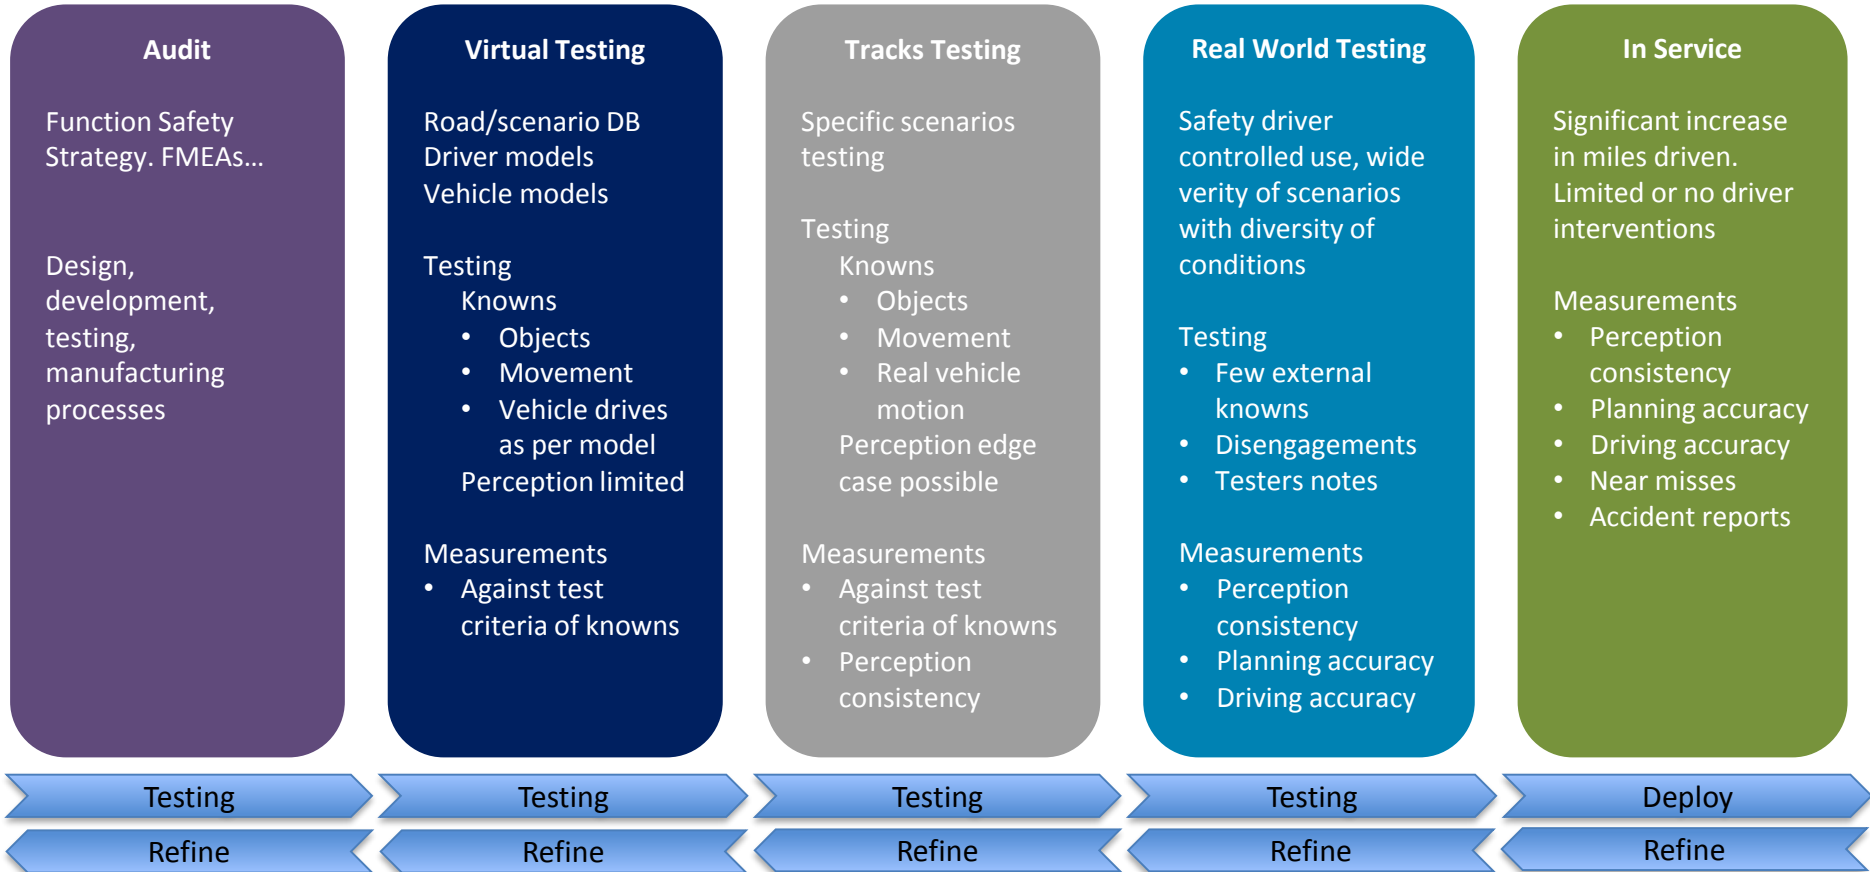 Audit
Function Safety
Strategy. FMEAs...
Design,
development,
testing,
manufacturing
processes
Virtual Testing
Road/scenario DB
Driver models
Vehicle models
Testing
Knowns
• Objects
• Movement
• Vehicle drives
as per model
Perception limited
Measurements
• Against test
criteria of knowns
Tracks Testing
Specific scenarios
testing
Testing
Knowns
• Objects
• Movement
• Real vehicle
motion
Perception edge
case possible
Measurements
• Against test
criteria of knowns
• Perception
consistency
Real World Testing
Safety driver
controlled use, wide
verity of scenarios
with diversity of
conditions
Testing
• Few external
knowns
• Disengagements
• Testers notes
Measurements
• Perception
consistency
• Planning accuracy
• Driving accuracy
In Service
Significant increase
in miles driven.
Limited or no driver
interventions
Measurements
• Perception
consistency
• Planning accuracy
• Driving accuracy
• Near misses
• Accident reports
Testing
Testing
Testing
Testing
Deploy
Refine
Refine
Refine
Refine
Refine